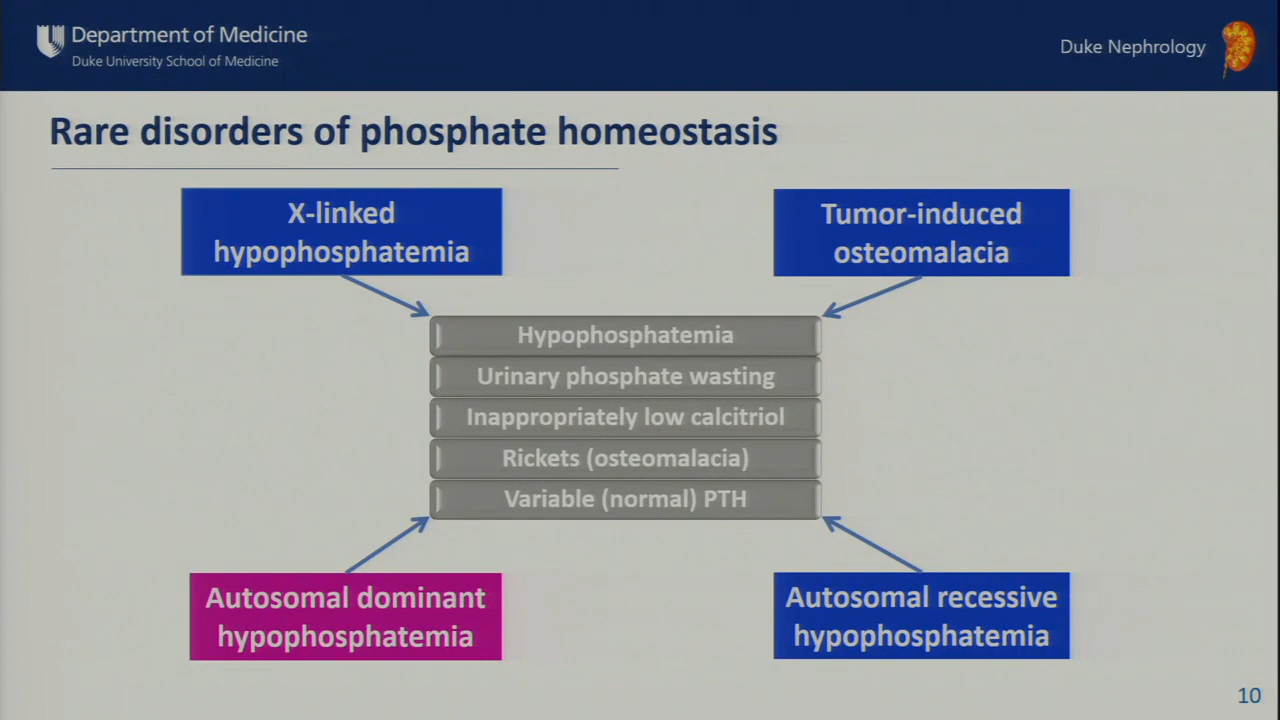 Department of Medicine
Duke University School of Medicine
Duke Nephrology
Rare disorders of phosphate homeostasis
X-linked
hypophosphatemia
Tumor-induced
osteomalacia
Hypophosphatemia
Urinary phosphate wasting
Inappropriately low calcitriol
Rickets (osteomalacia)
Variable (normal) PTH
Autosomal dominant
hypophosphatemia
Autosomal recessive
hypophosphatemia
10